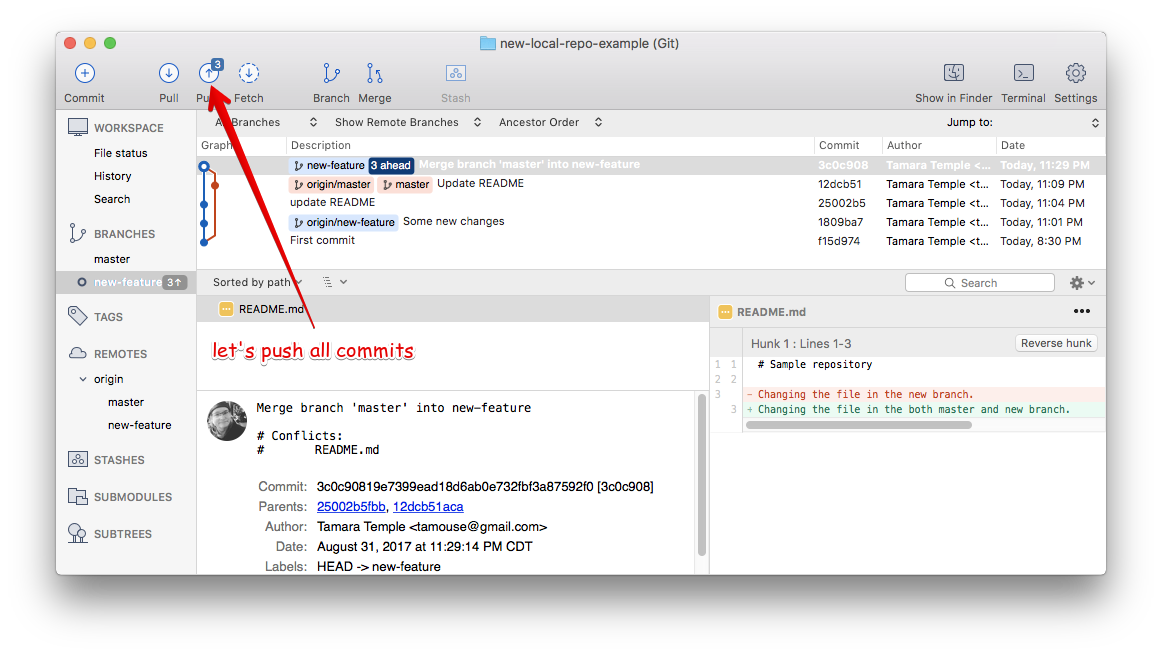 new-local-repo-example (Git)
3
Commit Pull Fetch Branch Merge Stash Show in Finder Terminal Settings
WORKSPACE
File status
History
Search
BRANCHES
master
new-feature 3↑
TAGS
REMOTES
origin
master
new-feature
STASHES
SUBMODULES
SUBTREES
Branches Show Remote Branches Ancestor Order Jump to:
Graph Description Commit Author Date
new-feature 3 ahead Merge branch 'master' into new-feature 3c0c908 Tamara Temple <t... Today, 11:29 PM
origin/master master Update README 12dcb51 Tamara Temple <t... Today, 11:09 PM
update README 25002b5 Tamara Temple <t... Today, 11:04 PM
origin/new-feature Some new changes 1809ba7 Tamara Temple <t... Today, 11:01 PM
First commit f15d974 Tamara Temple <t... Today, 8:30 PM
Sorted by path Search
README.md
let's push all commits
Merge branch 'master' into new-feature
# Conflicts:
# README.md
Commit: 3c0c90819e7399ead18d6ab0e732fbf3a87592f0 [3c0c908]
Parents: 25002b5fbb, 12dcb51aca
Author: Tamara Temple <tamouse@gmail.com>
Date: August 31, 2017 at 11:29:14 PM CDT
Labels: HEAD -> new-feature
README.md
Hunk 1 : Lines 1-3 Reverse hunk
1 1 # Sample repository
2 2
3 - Changing the file in the new branch.
3 + Changing the file in the both master and new branch.